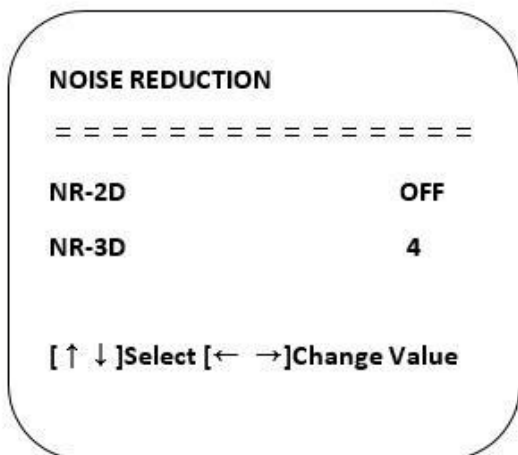 NOISE REDUCTION
= = = = = = = = = = = = = = =
NR-2D OFF
NR-3D 4
[ ↑ ↓ ]Select [← →]Change Value